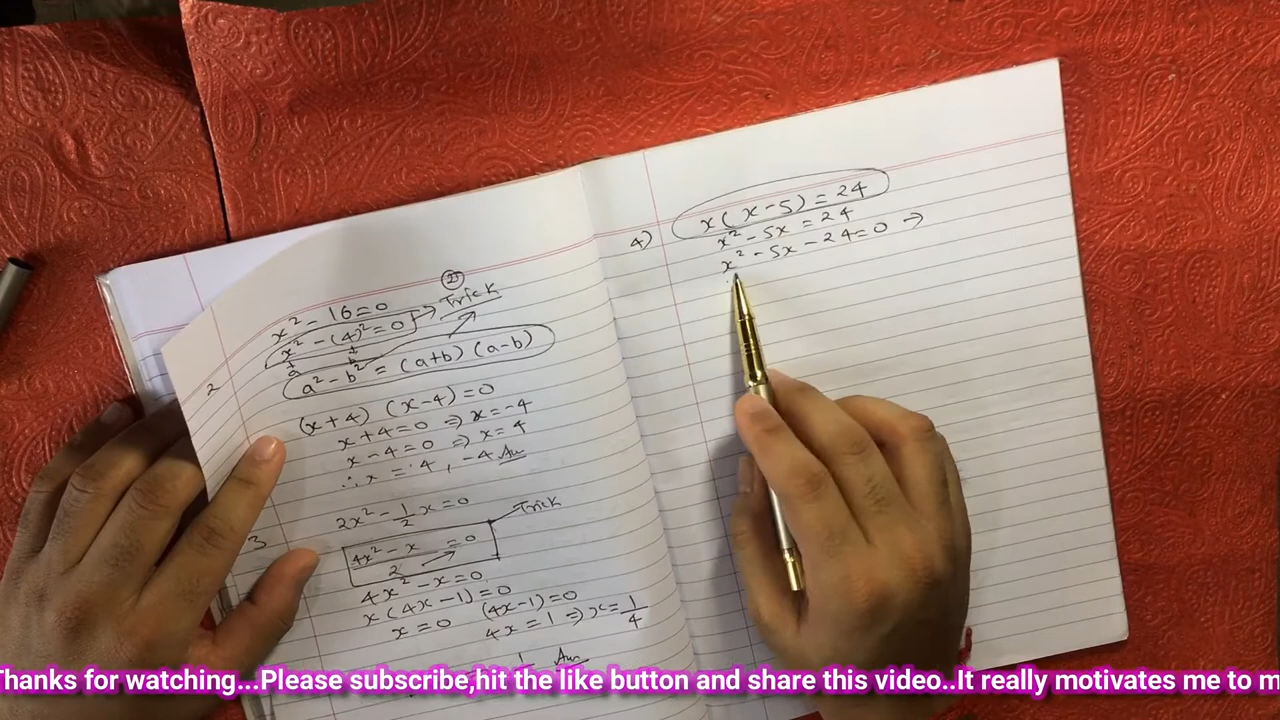 25
x² - 16 = 0
x² - (4)² = 0 → Trick
a b
2
a² - b² = (a+b) (a-b)
(x+4) (x-4) = 0
x+4 = 0 ⇒ x = -4
x-4 = 0 ⇒ x = 4
∴ x = 4, -4 Ans
3
2x² - 1/2 x = 0
Trick
4x² - x / 2 = 0
4x² - x = 0
x(4x-1) = 0
x = 0 (4x-1) = 0
4x = 1 ⇒ x = 1/4
1 Ans
4) x(x-5) = 24
x² - 5x = 24
x² - 5x - 24 = 0 →
x
Thanks for watching...Please subscribe,hit the like button and share this video..It really motivates me to m